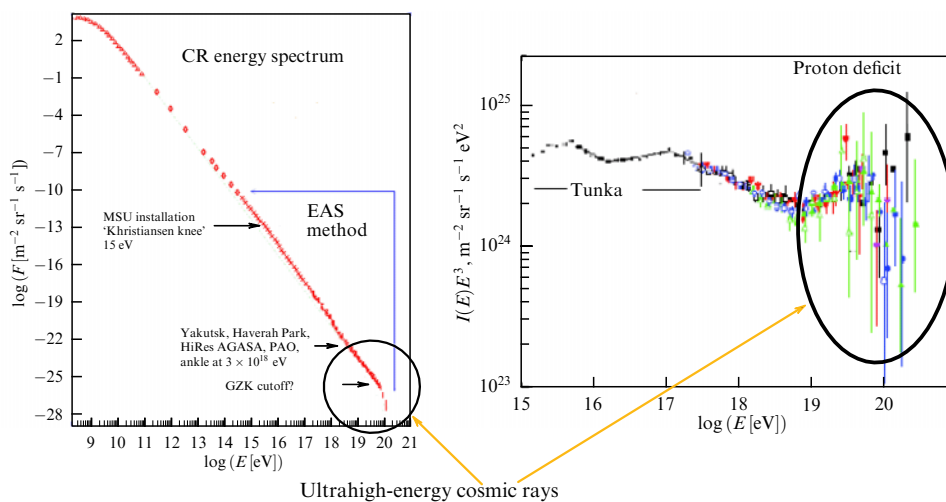 CR energy spectrum
log (F [m⁻² sr⁻¹ s⁻¹])
2
−1
−4
−7
−10
−13
−16
−19
−22
−25
−28
EAS
method
MSU installation
‘Khristiansen knee’
15 eV
Yakutsk, Haverah Park,
HiRes AGASA, PAO,
ankle at 3 × 10¹⁸ eV
GZK cutoff?
9 10 11 12 13 14 15 16 17 18 19 20 21
log (E [eV])
Proton deficit
I(E)E³, m⁻² sr⁻¹ s⁻¹ eV²
10²⁵
10²⁴
10²³
Tunka
15 16 17 18 19 20
log (E [eV])
Ultrahigh-energy cosmic rays